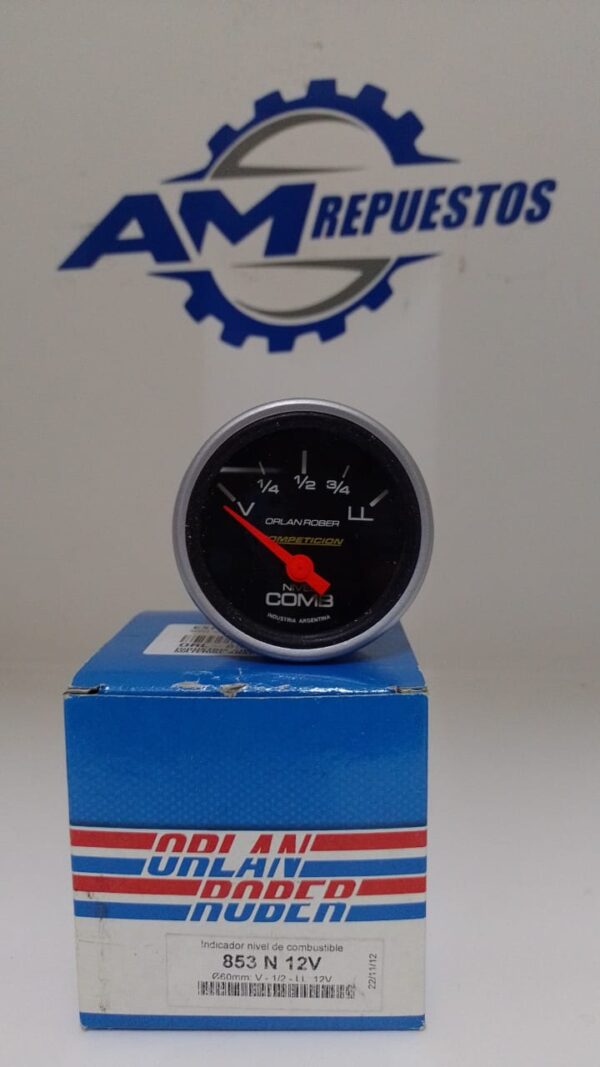 AM REPUESTOS
1/4 1/2 3/4
V LL
ORLAN ROBER
COMPETICION
NIVEL
COMB
INDUSTRIA ARGENTINA
ORLAN
ROBER
Indicador nivel de combustible
853 N 12V
Ø60mm: V - 1/2 - LL 12V
22/11/12